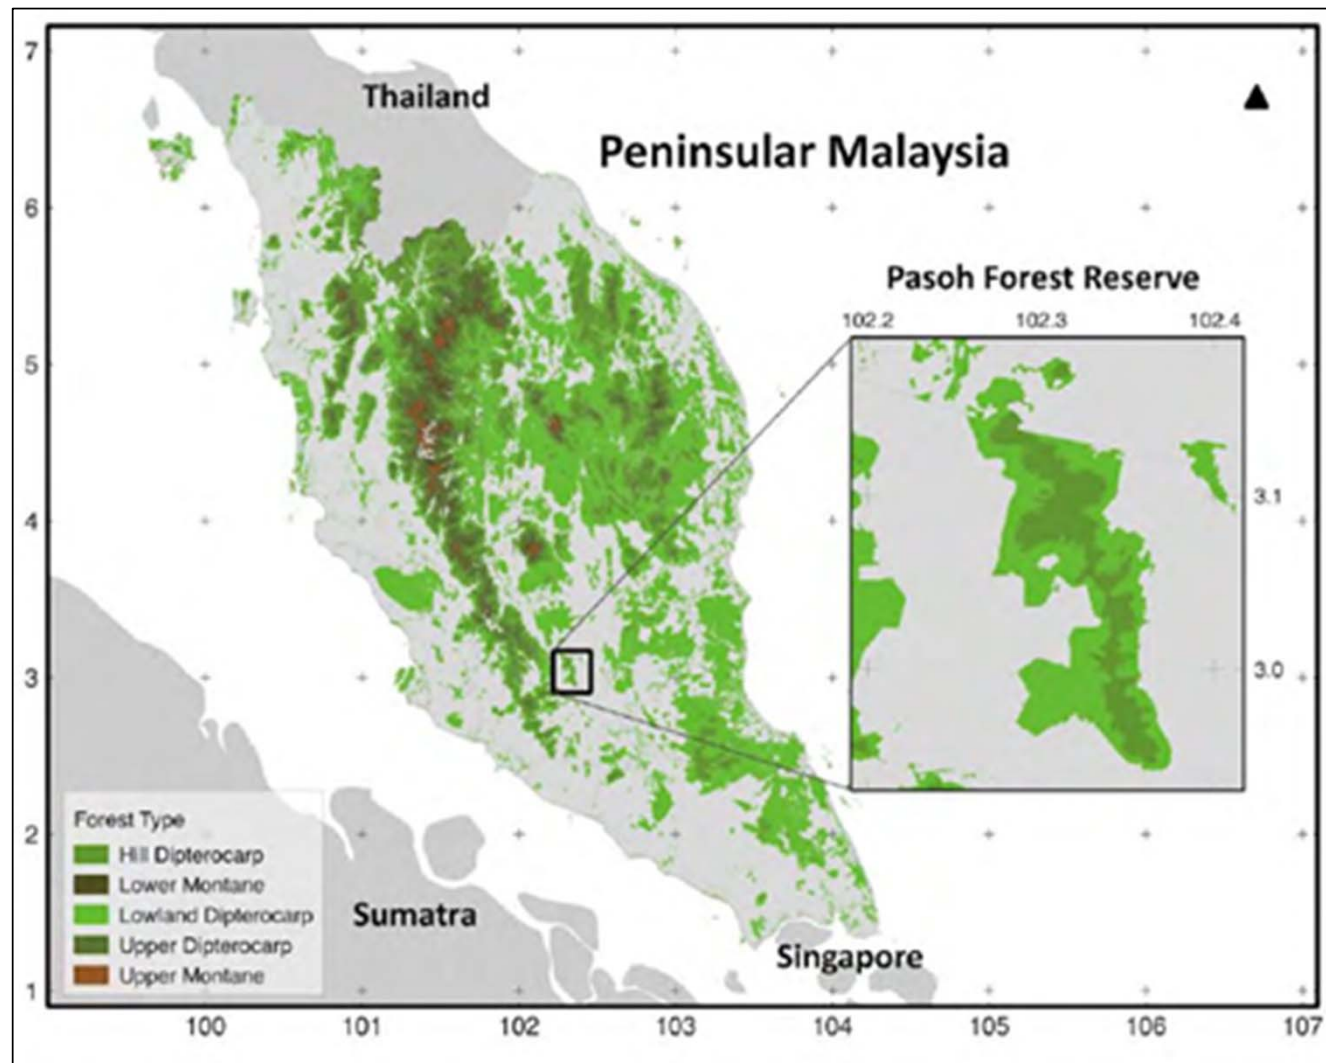 Thailand
Peninsular Malaysia
Pasoh Forest Reserve
102.2 102.3 102.4
3.1
3.0
7
6
5
4
3
2
1
Forest Type
Hill Dipterocarp
Lower Montane
Lowland Dipterocarp
Upper Dipterocarp
Upper Montane
Sumatra
Singapore
100 101 102 103 104 105 106 107